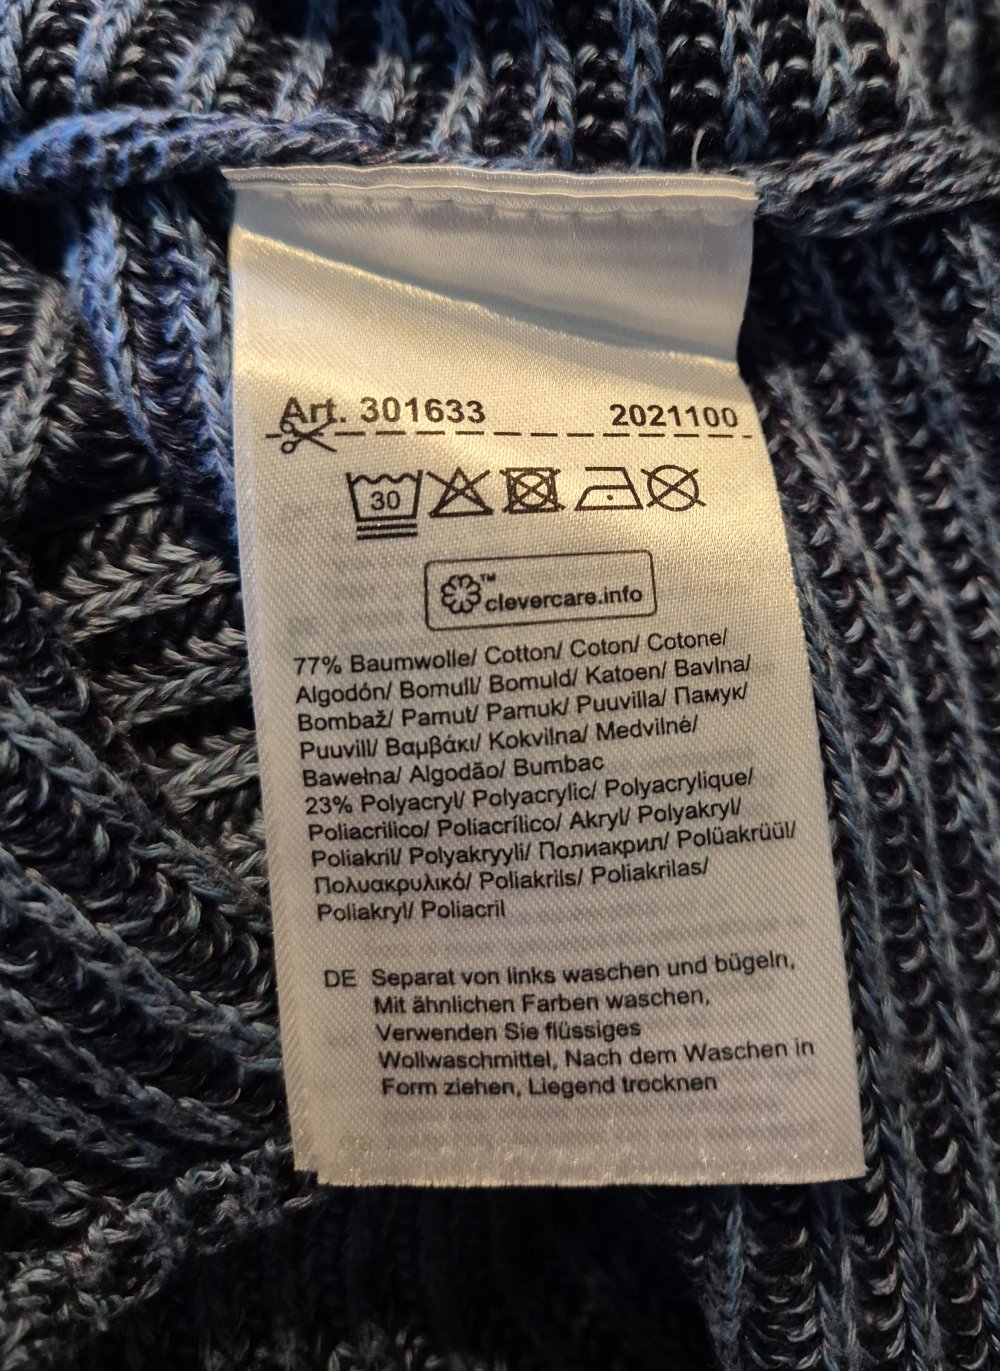 Art. 301633 2021100
30
™ clevercare.info
77% Baumwolle/ Cotton/ Coton/ Cotone/
Algodón/ Bomull/ Bomuld/ Katoen/ Bavlna/
Bombaž/ Pamut/ Pamuk/ Puuvilla/ Памук/
Puuvill/ Βαμβάκι/ Kokvilna/ Medvilnė/
Bawełna/ Algodão/ Bumbac
23% Polyacryl/ Polyacrylic/ Polyacrylique/
Poliacrilico/ Poliacrílico/ Akryl/ Polyakryl/
Poliakril/ Polyakryyli/ Полиакрил/ Polüakrüül/
Πολυακρυλικό/ Poliakrils/ Poliakrilas/
Poliakryl/ Poliacril
DE Separat von links waschen und bügeln,
Mit ähnlichen Farben waschen,
Verwenden Sie flüssiges
Wollwaschmittel, Nach dem Waschen in
Form ziehen, Liegend trocknen